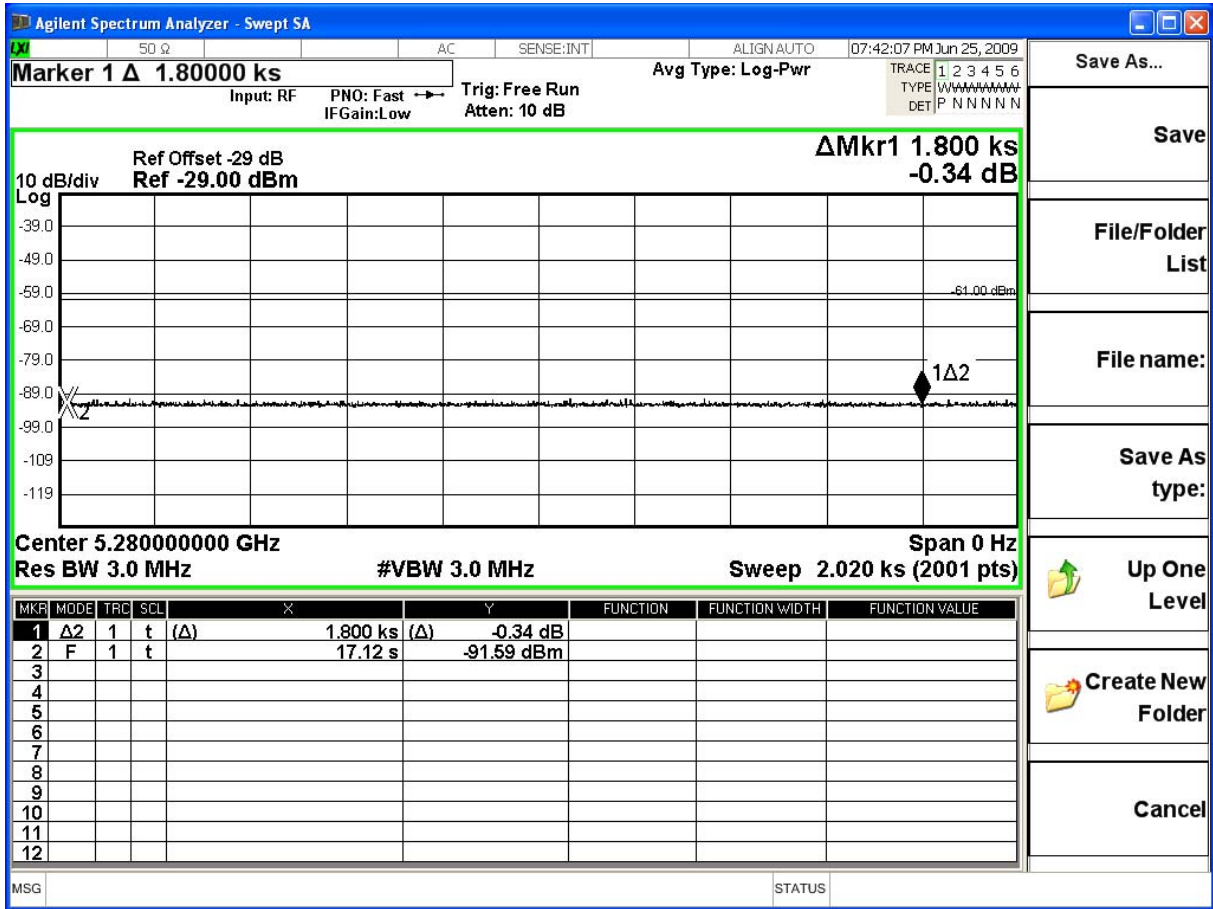 Agilent Spectrum Analyzer - Swept SA
LXI 50 Ω AC SENSE:INT ALIGN AUTO 07:42:07 PM Jun 25, 2009
Marker 1 Δ 1.80000 ks
Input: RF PNO: Fast IFGain:Low
Trig: Free Run
Atten: 10 dB
Avg Type: Log-Pwr
TRACE 1 2 3 4 5 6
TYPE WWWWWW
DET P N N N N N
ΔMkr1 1.800 ks
-0.34 dB
Ref Offset -29 dB
10 dB/div Ref -29.00 dBm
Log
-39.0
-49.0
-59.0
-61.00 dBm
-69.0
-79.0
1Δ2
-89.0
2
-99.0
-109
-119
Center 5.280000000 GHz Span 0 Hz
Res BW 3.0 MHz #VBW 3.0 MHz Sweep 2.020 ks (2001 pts)
MKR MODE TRC SCL X Y FUNCTION FUNCTION WIDTH FUNCTION VALUE
1 Δ2 1 t (Δ) 1.800 ks (Δ) -0.34 dB
2 F 1 t 17.12 s -91.59 dBm
3
4
5
6
7
8
9
10
11
12
MSG STATUS
Save As...
Save
File/Folder
List
File name:
Save As
type:
Up One
Level
Create New
Folder
Cancel